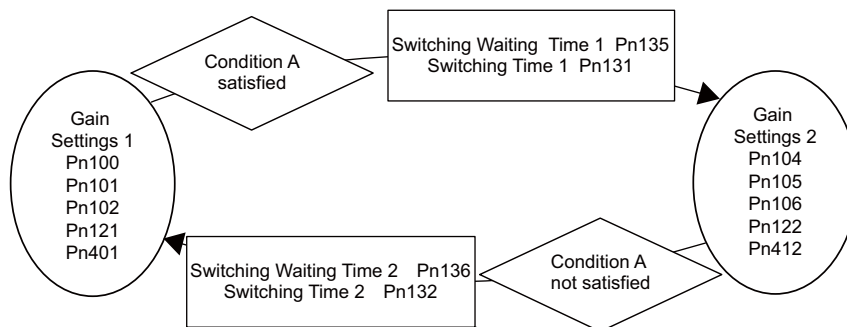 Condition A
satisfied
Switching Waiting Time 1 Pn135
Switching Time 1 Pn131
Gain
Settings 1
Pn100
Pn101
Pn102
Pn121
Pn401
Gain
Settings 2
Pn104
Pn105
Pn106
Pn122
Pn412
Switching Waiting Time 2 Pn136
Switching Time 2 Pn132
Condition A
not satisfied